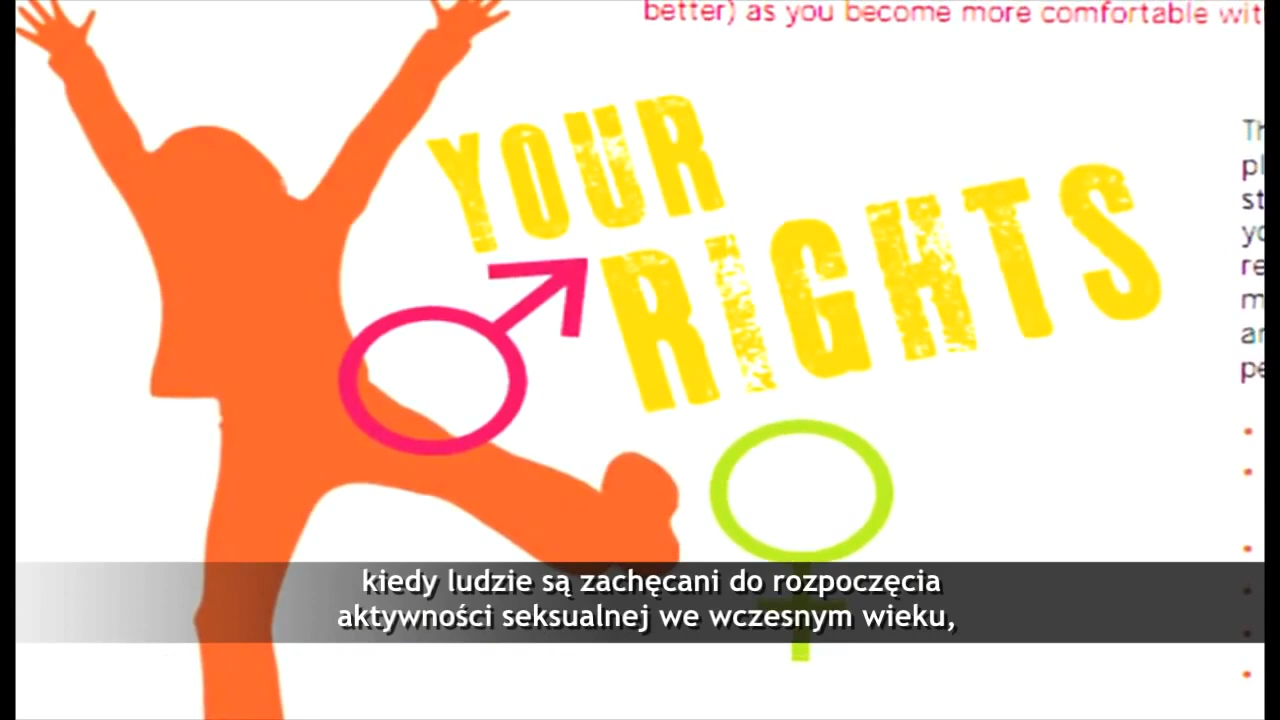 better) as you become more comfortable
YOUR
RIGHTS
kiedy ludzie są zachęcani do rozpoczęcia
aktywności seksualnej we wczesnym wieku,